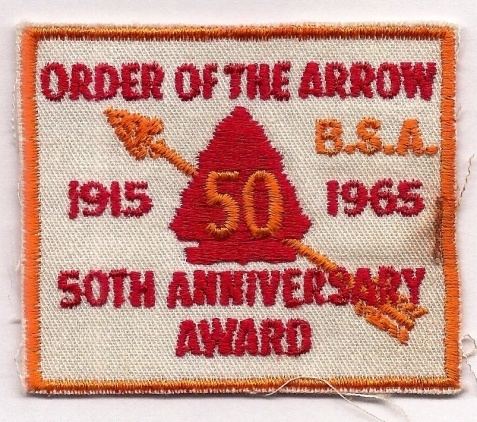 ORDER OF THE ARROW
B.S.A.
1915 50 1965
50TH ANNIVERSARY
AWARD